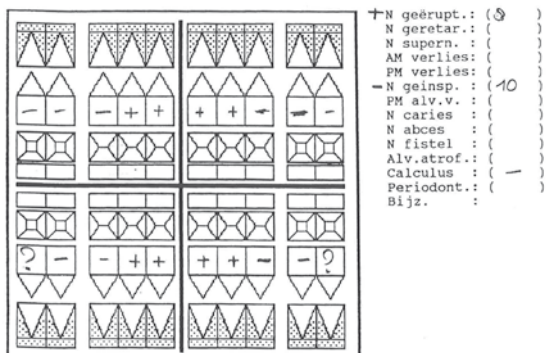 + N geërupt.: (8 )
N geretar.: ( )
N supern. : ( )
AM verlies: ( )
PM verlies: ( )
- N geinsp. : (10 )
PM alv.v. : ( )
N caries : ( )
N abces : ( )
N fistel : ( )
Alv.atrof.: ( )
Calculus : ( - )
Periodont.: ( )
Bijz. :
- - - + + + + - - -
? - - + + + + - - ?